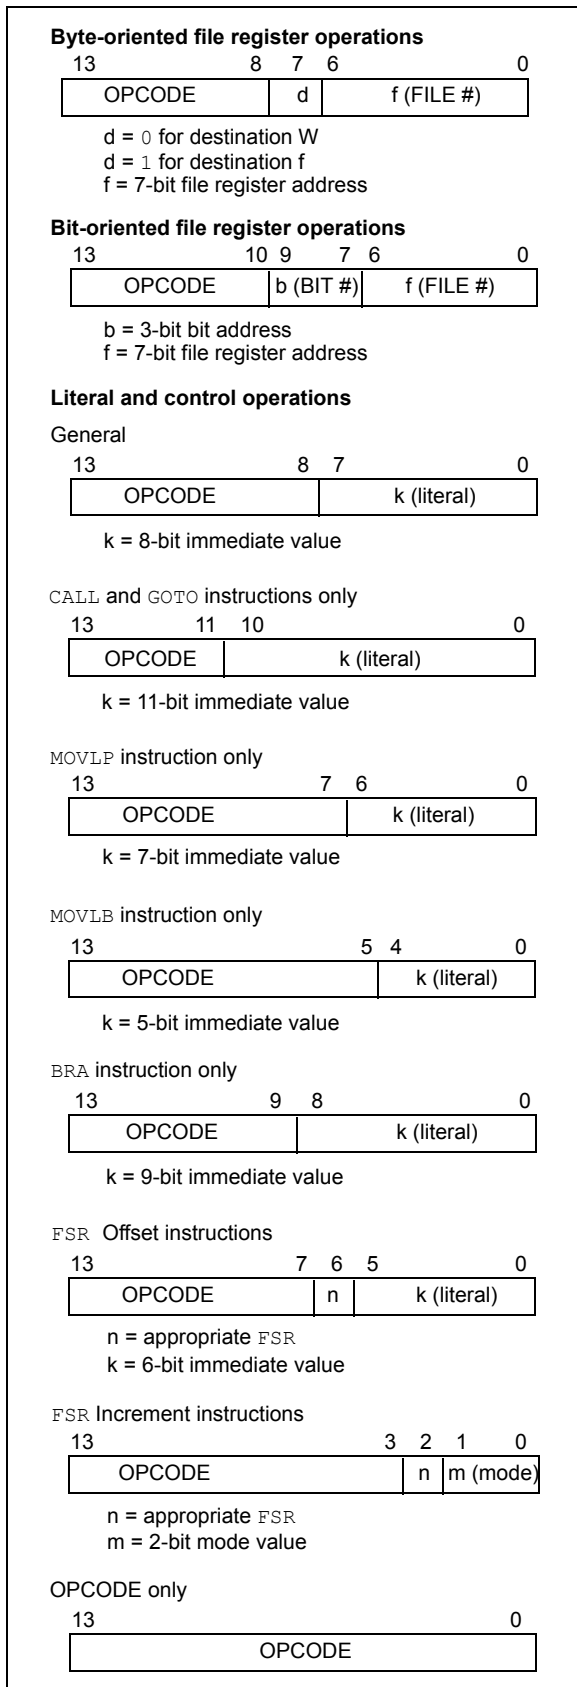 Byte-oriented file register operations
13 8 7 6 0
OPCODE d f (FILE #)
d = 0 for destination W
d = 1 for destination f
f = 7-bit file register address
Bit-oriented file register operations
13 10 9 7 6 0
OPCODE b (BIT #) f (FILE #)
b = 3-bit bit address
f = 7-bit file register address
Literal and control operations
General
13 8 7 0
OPCODE k (literal)
k = 8-bit immediate value
CALL and GOTO instructions only
13 11 10 0
OPCODE k (literal)
k = 11-bit immediate value
MOVLP instruction only
13 7 6 0
OPCODE k (literal)
k = 7-bit immediate value
MOVLB instruction only
13 5 4 0
OPCODE k (literal)
k = 5-bit immediate value
BRA instruction only
13 9 8 0
OPCODE k (literal)
k = 9-bit immediate value
FSR Offset instructions
13 7 6 5 0
OPCODE n k (literal)
n = appropriate FSR
k = 6-bit immediate value
FSR Increment instructions
13 3 2 1 0
OPCODE n m (mode)
n = appropriate FSR
m = 2-bit mode value
OPCODE only
13 0
OPCODE